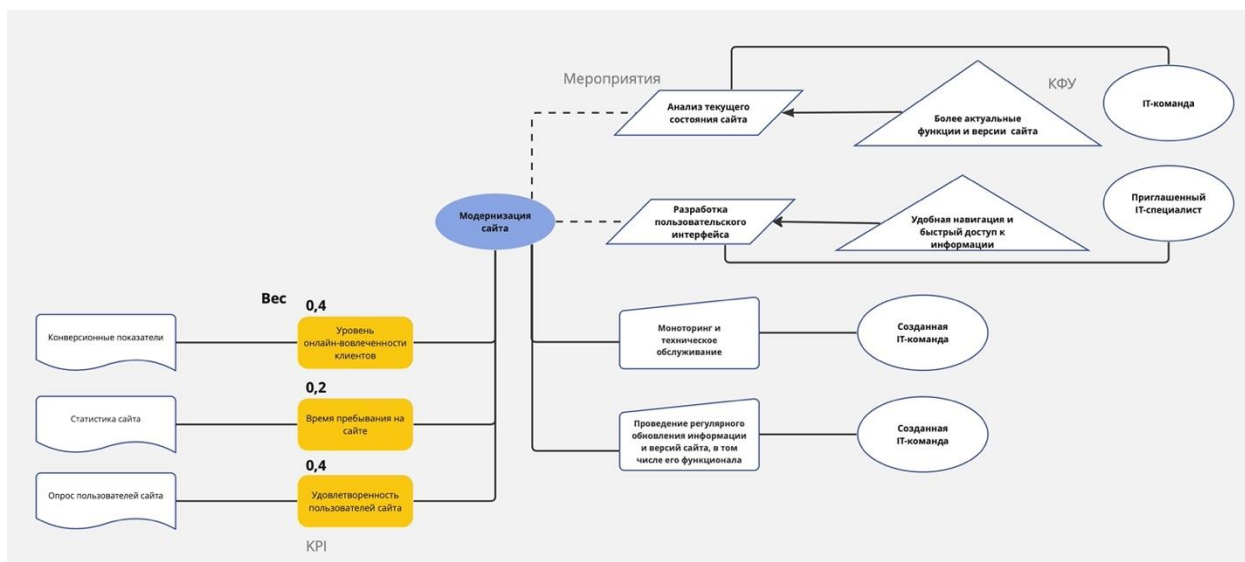 Мероприятия
КФУ
Анализ текущего
состояния сайта
Более актуальные
функции и версии сайта
IT-команда
Модернизация
сайта
Разработка
пользовательского
интерфейса
Удобная навигация и
быстрый доступ к
информации
Приглашенный
IT-специалист
Вес
0,4
Конверсионные показатели
Уровень
онлайн-вовлеченности
клиентов
Моноторинг и
техническое
обслуживание
Созданная
IT-команда
0,2
Статистика сайта
Время пребывания на
сайте
Проведение регулярного
обновления информации
и версий сайта, в том
числе его функционала
Созданная
IT-команда
0,4
Опрос пользователей сайта
Удовлетворенность
пользователей сайта
KPI